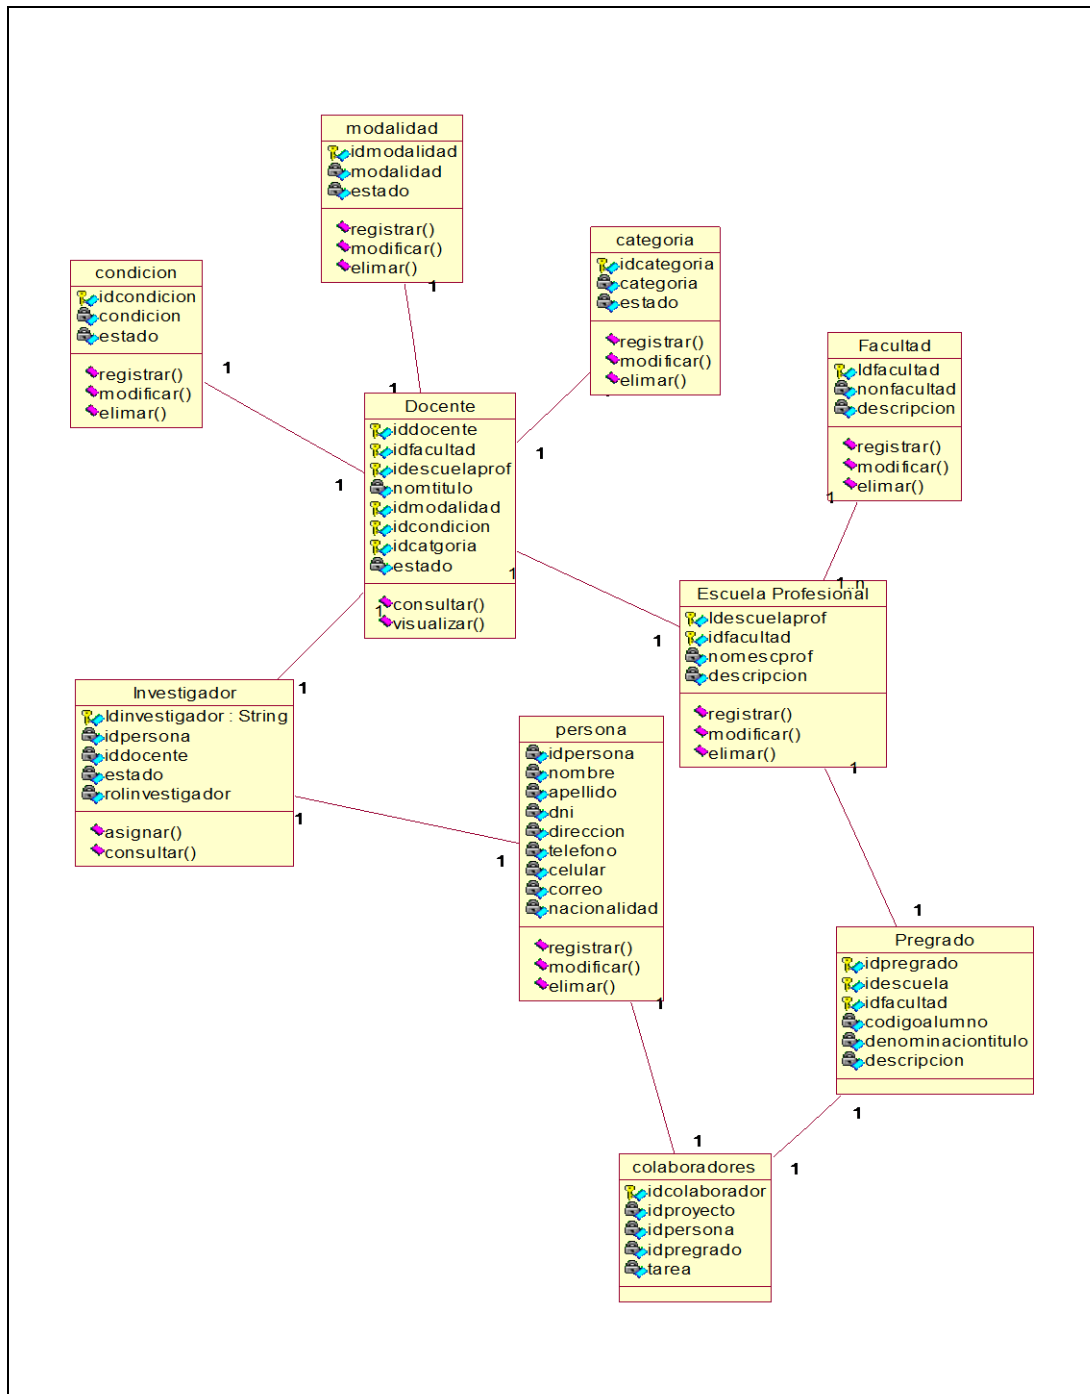 modalidad
idmodalidad
modalidad
estado
registrar()
modificar()
elimar()
1
categoria
idcategoria
categoria
estado
registrar()
modificar()
elimar()
condicion
idcondicion
condicion
estado
registrar()
modificar()
elimar()
1
Facultad
Idfacultad
nonfacultad
descripcion
registrar()
modificar()
elimar()
1
1
1
1
Docente
iddocente
idfacultad
idescuelaprof
nomtitulo
idmodalidad
idcondicion
idcatgoria
estado
1
consultar()
visualizar()
1
1..n
Escuela Profesional
Idescuelaprof
idfacultad
nomescprof
descripcion
registrar()
modificar()
elimar()
1
1
1
Investigador
Idinvestigador : String
idpersona
iddocente
estado
rolinvestigador
asignar()
consultar()
1
1
persona
idpersona
nombre
apellido
dni
direccion
telefono
celular
correo
nacionalidad
registrar()
modificar()
elimar()
1
1
Pregrado
idpregrado
idescuela
idfacultad
codigoalumno
denominaciontitulo
descripcion
1
1
1
colaboradores
idcolaborador
idproyecto
idpersona
idpregrado
tarea